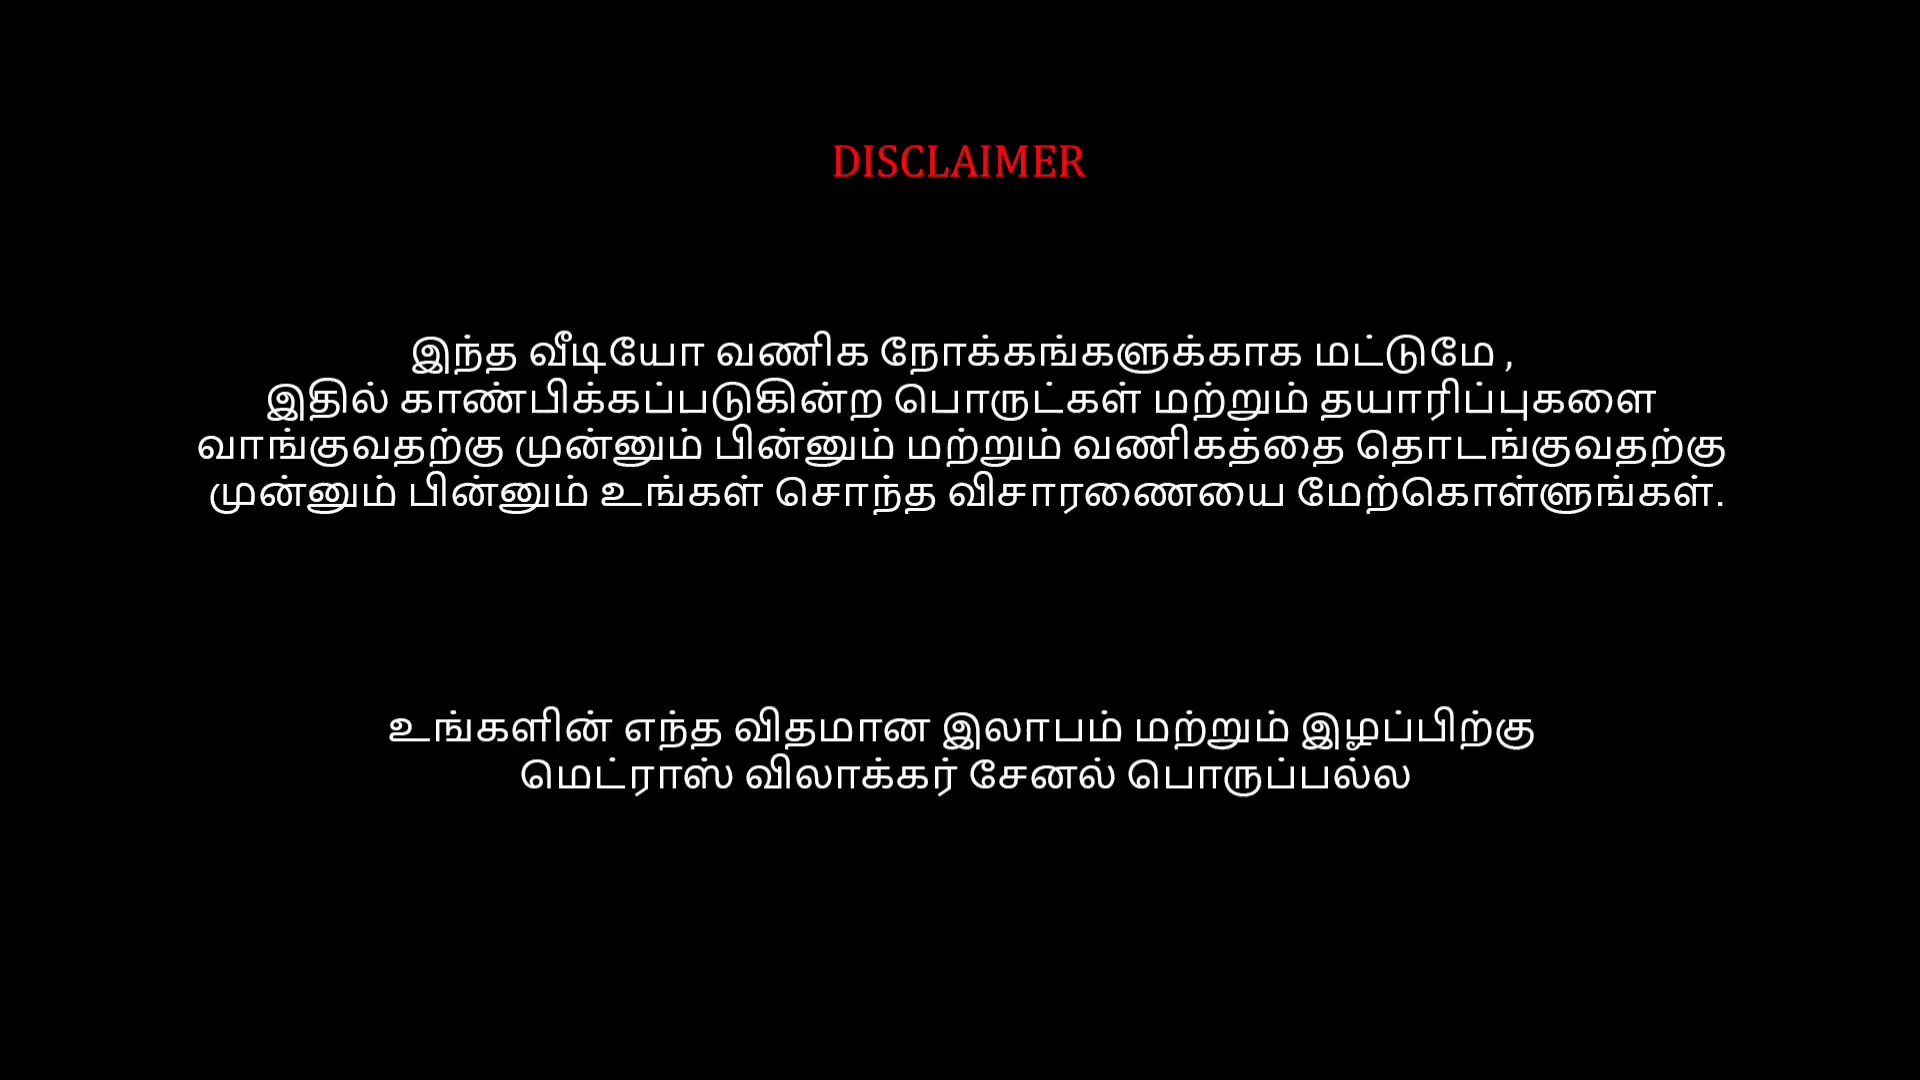 DISCLAIMER
இந்த வீடியோ வணிக நோக்கங்களுக்காக மட்டுமே ,
இதில் காண்பிக்கப்படுகின்ற பொருட்கள் மற்றும் தயாரிப்புகளை
வாங்குவதற்கு முன்னும் பின்னும் மற்றும் வணிகத்தை தொடங்குவதற்கு
முன்னும் பின்னும் உங்கள் சொந்த விசாரணையை மேற்கொள்ளுங்கள்.
உங்களின் எந்த விதமான இலாபம் மற்றும் இழப்பிற்கு
மெட்ராஸ் விலாக்கர் சேனல் பொருப்பல்ல